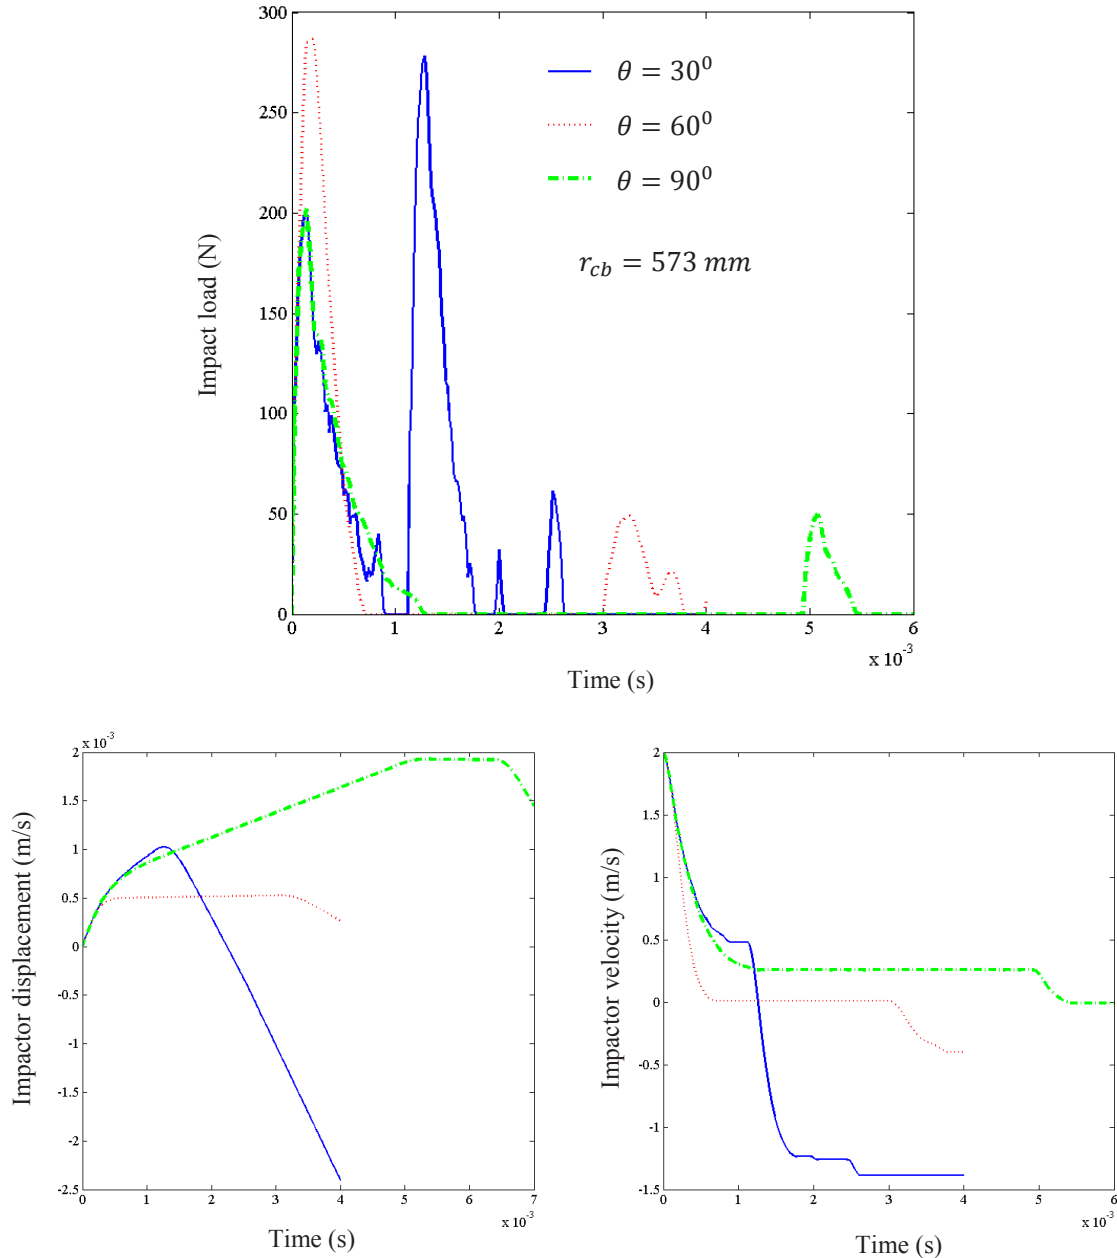 300
250
200
150
100
50
0
Impact load (N)
θ = 30⁰
θ = 60⁰
θ = 90⁰
r_cb = 573 mm
0 1 2 3 4 5 6
x 10⁻³
Time (s)
x 10⁻³
2
1.5
1
0.5
0
-0.5
-1
-1.5
-2
-2.5
Impactor displacement (m/s)
0 1 2 3 4 5 6 7
x 10⁻³
Time (s)
2
1.5
1
0.5
0
-0.5
-1
-1.5
Impactor velocity (m/s)
0 1 2 3 4 5 6
x 10⁻³
Time (s)